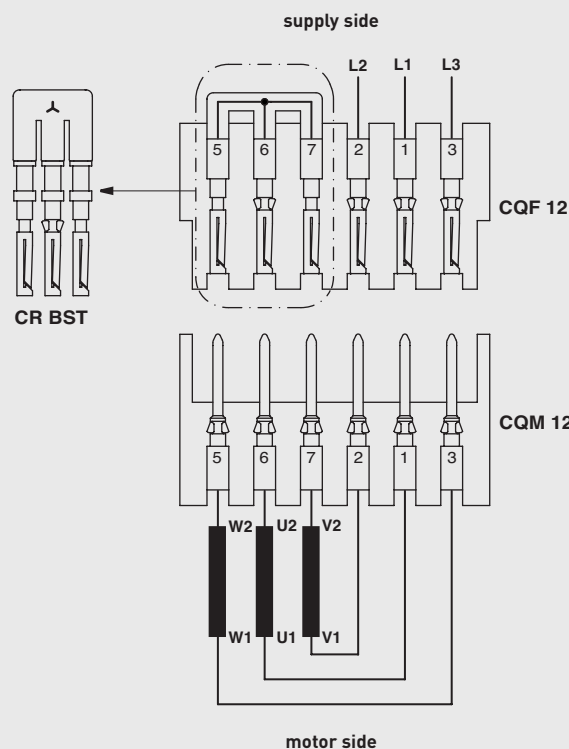 supply side
L2 L1 L3
5 6 7 2 1 3
CQF 12
CR BST
CQM 12
5 6 7 2 1 3
W2 U2 V2
W1 U1 V1
motor side